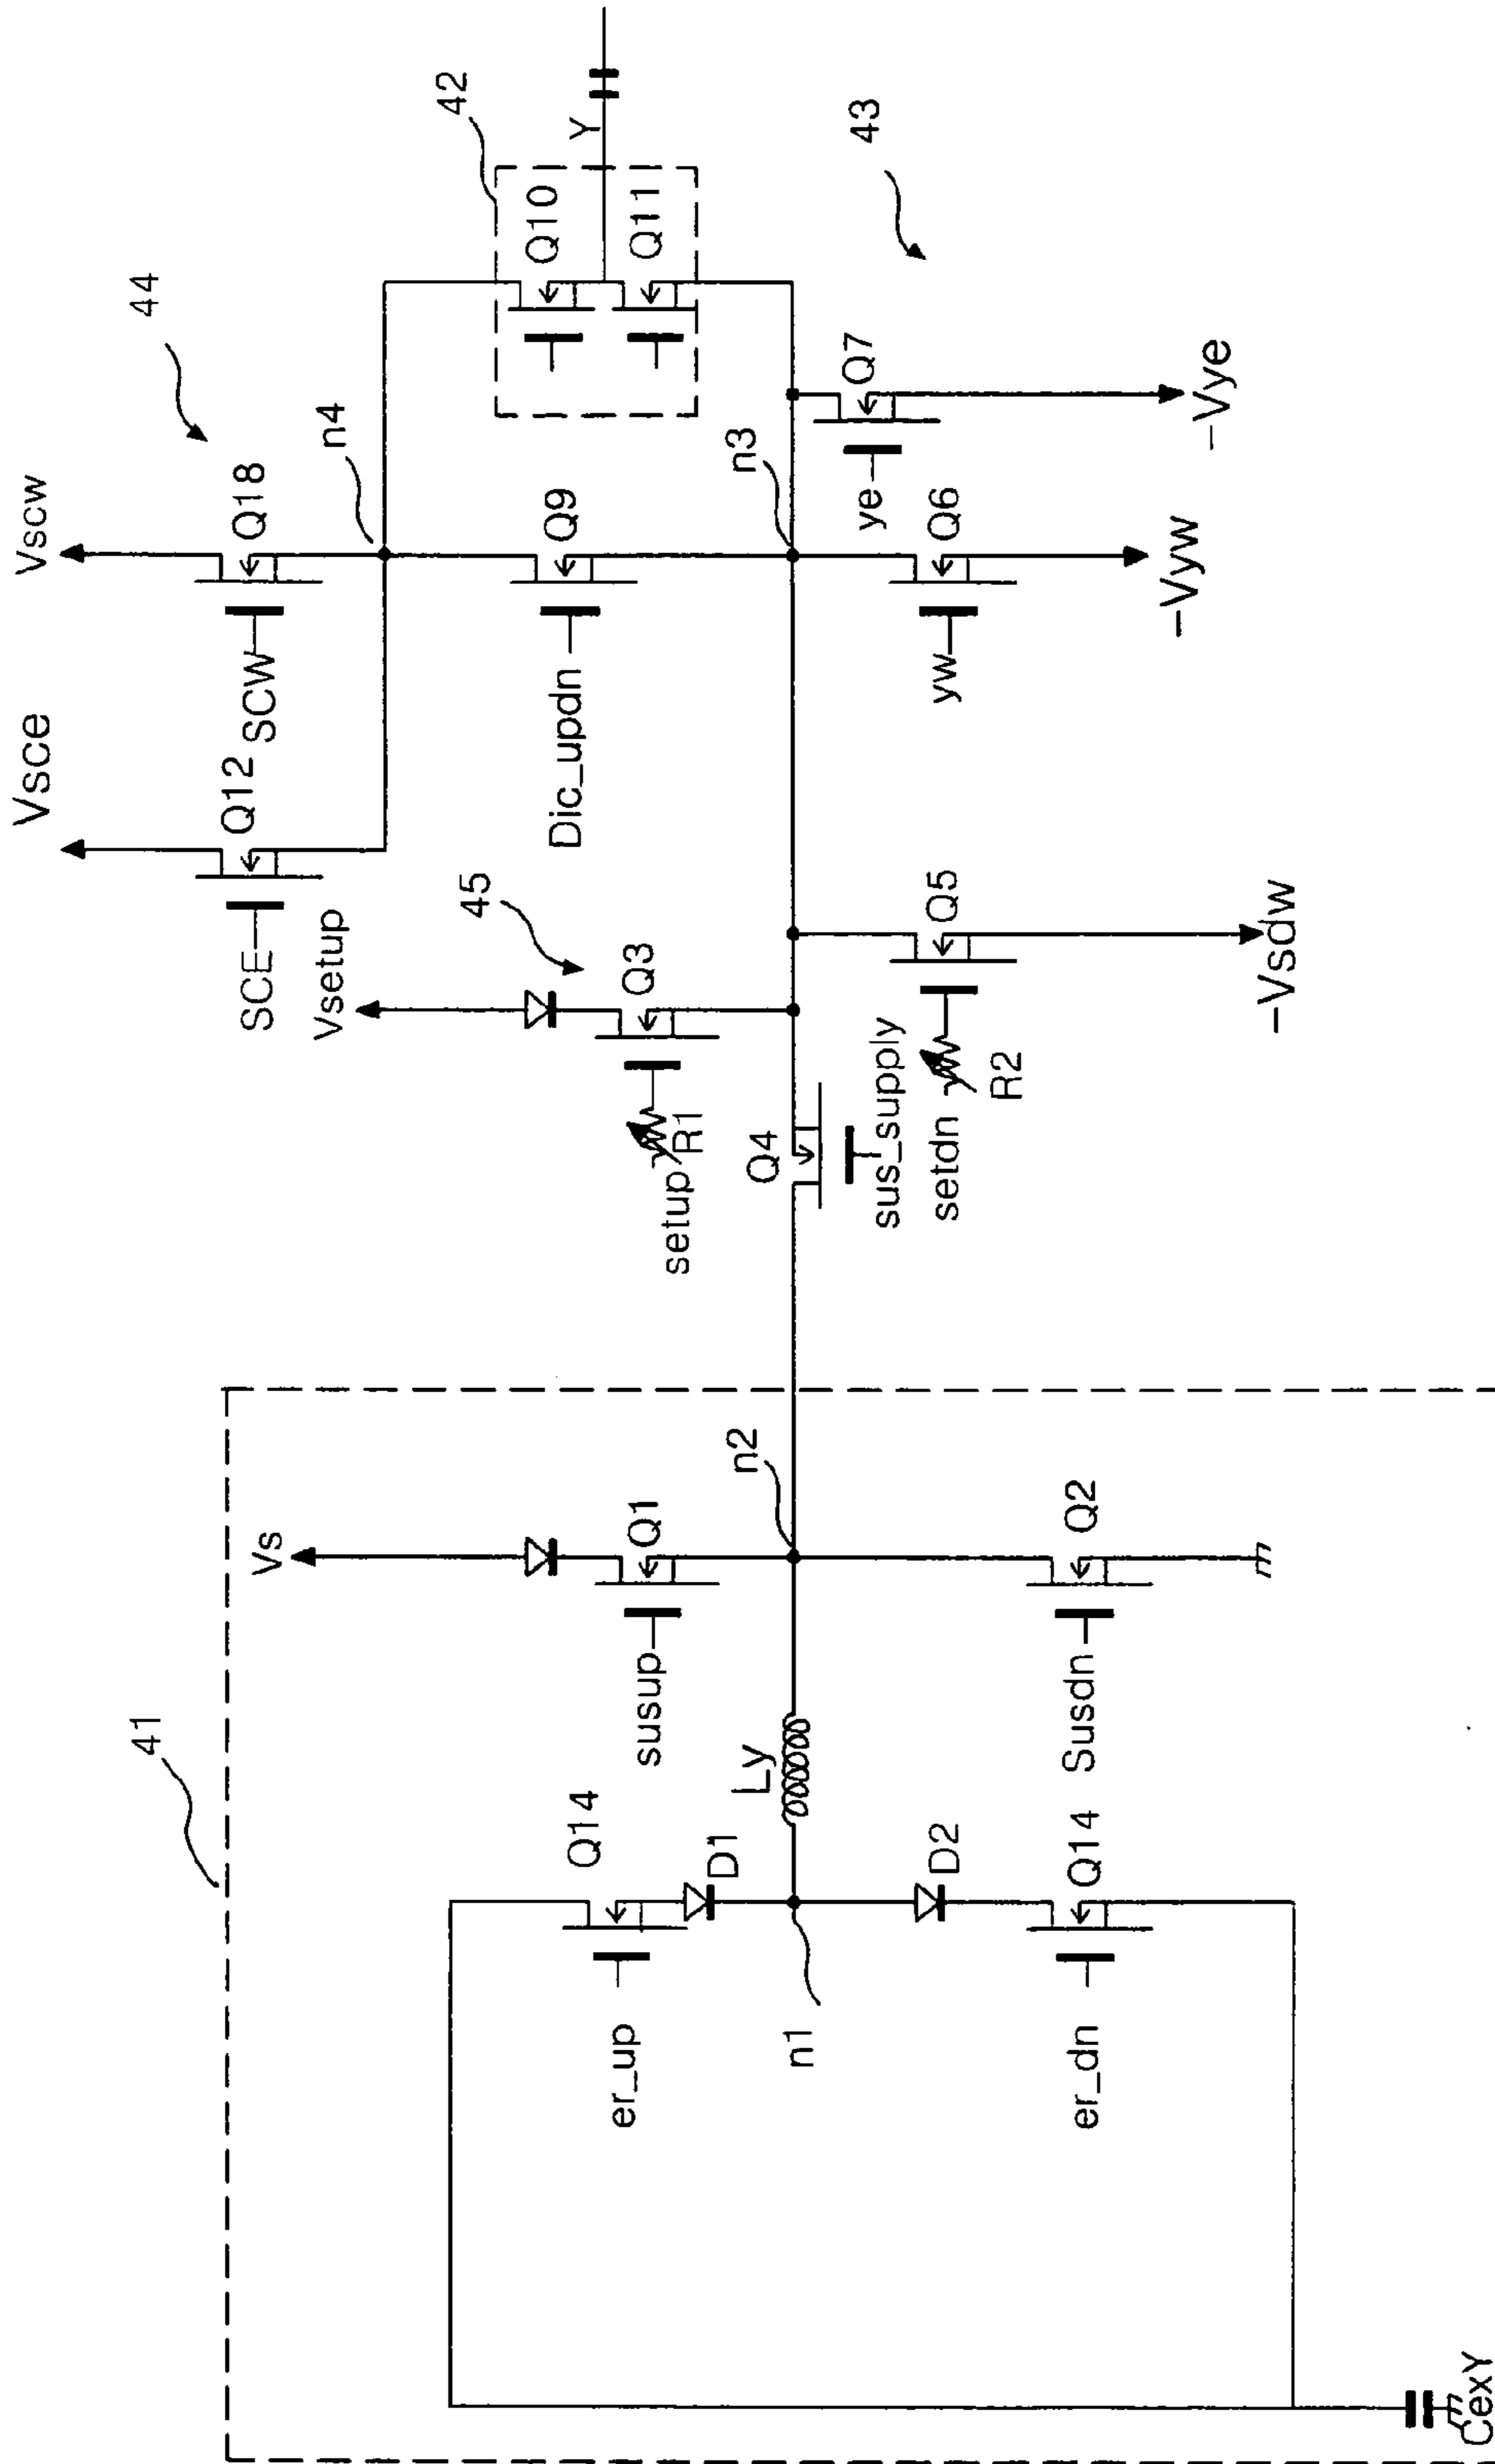 41
Vs
susup
Q1
n2
Q14
er_up
D1
Ly
n1
D2
er_dn
Q14
Susdn
Q2
CexY
Vsce
SCE
Q12
Vscw
SCW
Q18
44
n4
Vsetup
45
setup
R1
Q3
Q4
sus_supply
setdn
R2
Q5
-Vsdw
Dic_updn
Q9
n3
yw
Q6
-Vyw
ye
Q7
-Vye
42
Q10
Q11
Y
43